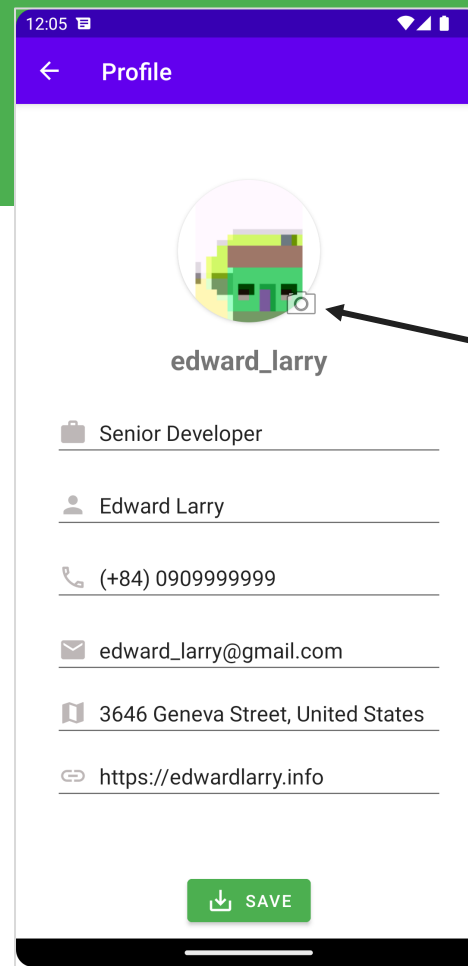 12:05
Profile
edward_larry
Senior Developer
Edward Larry
(+84) 0909999999
edward_larry@gmail.com
3646 Geneva Street, United States
https://edwardlarry.info
SAVE